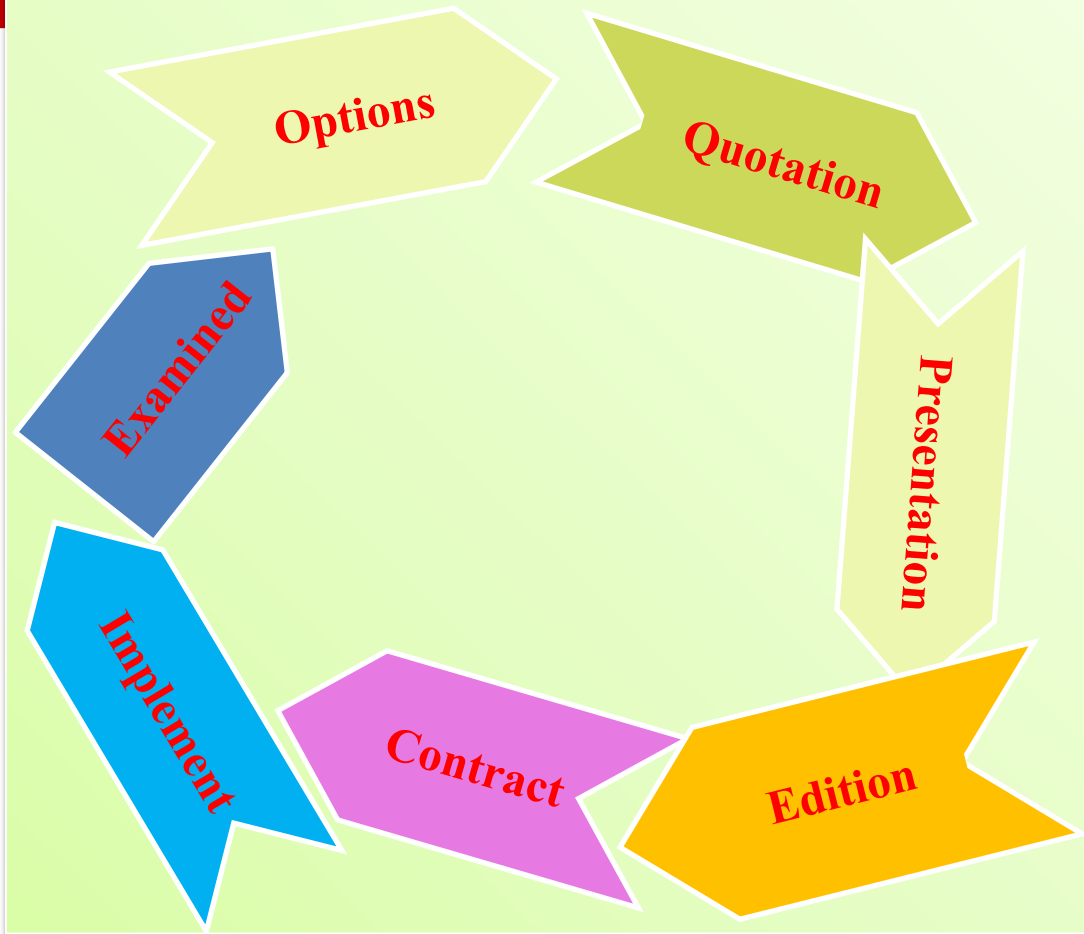 Options
Quotation
Presentation
Edition
Contract
Implement
Examined